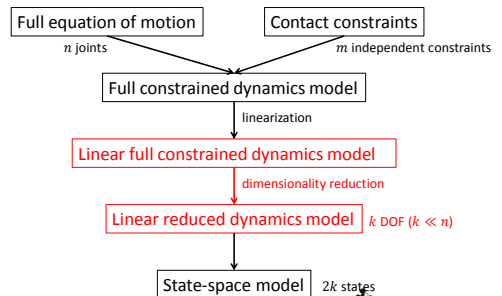 Full equation of motion
Contact constraints
n joints
m independent constraints
Full constrained dynamics model
linearization
Linear full constrained dynamics model
dimensionality reduction
Linear reduced dynamics model
k DOF (k ≪ n)
State-space model
2k states